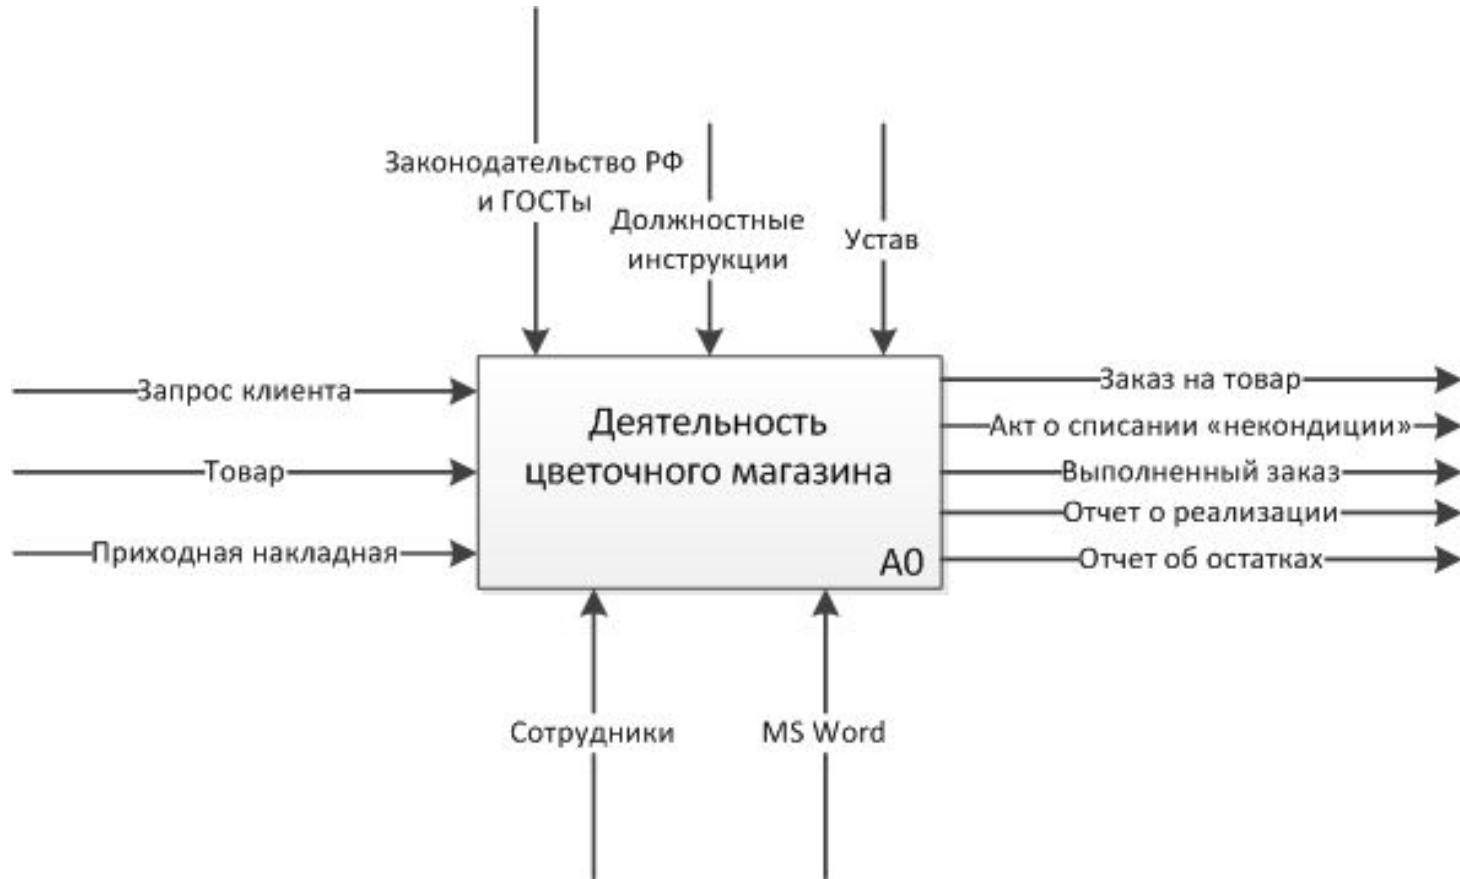 Законодательство РФ
и ГОСТы
Должностные
инструкции
Устав
Запрос клиента
Товар
Приходная накладная
Деятельность
цветочного магазина
А0
Заказ на товар
Акт о списании «некондиции»
Выполненный заказ
Отчет о реализации
Отчет об остатках
Сотрудники
MS Word